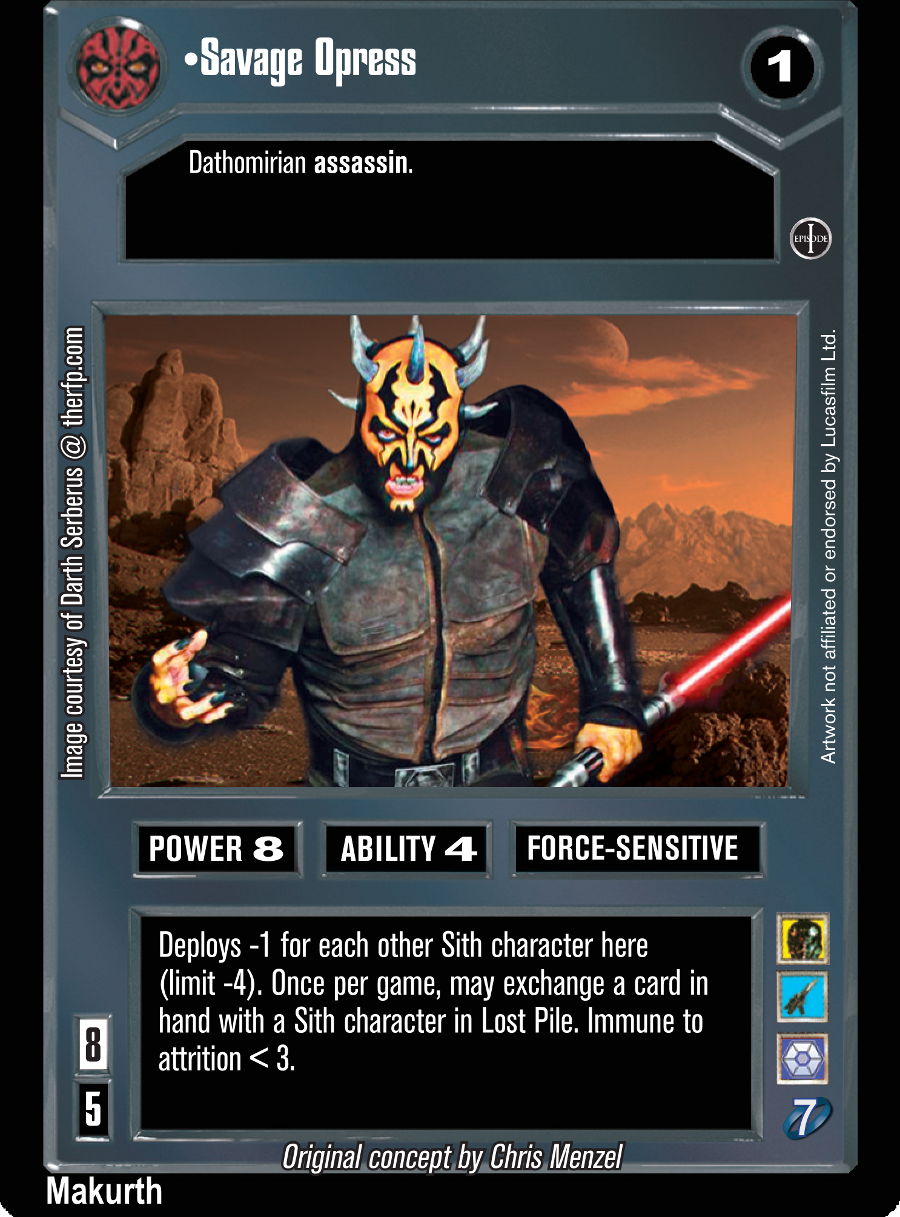 •Savage Opress
1
Dathomirian assassin.
EPISODE
I
Image courtesy of Darth Serberus @ therfp.com
Artwork not affiliated or endorsed by Lucasfilm Ltd.
POWER 8
ABILITY 4
FORCE-SENSITIVE
Deploys -1 for each other Sith character here
(limit -4). Once per game, may exchange a card in
hand with a Sith character in Lost Pile. Immune to
attrition < 3.
8
5
7
Original concept by Chris Menzel
Makurth